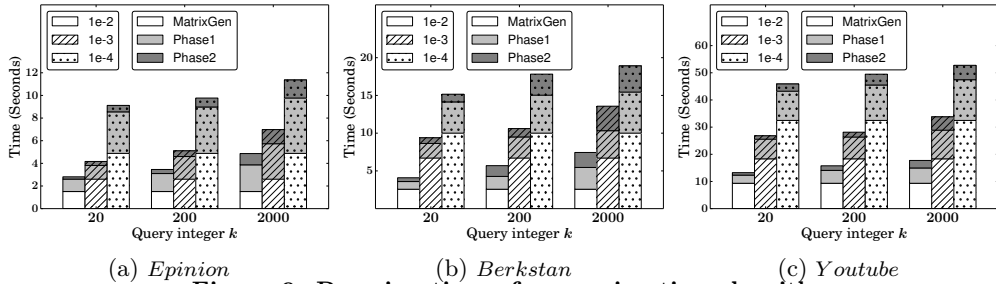 1e-2
1e-3
1e-4
MatrixGen
Phase1
Phase2
Time (Seconds)
12
10
8
6
4
2
0
20 200 2000
Query integer k
(a) Epinion
1e-2
1e-3
1e-4
MatrixGen
Phase1
Phase2
Time (Seconds)
20
15
10
5
20 200 2000
Query integer k
(b) Berkstan
1e-2
1e-3
1e-4
MatrixGen
Phase1
Phase2
Time (Seconds)
50
40
30
20
10
0
20 200 2000
Query integer k
(c) Youtube